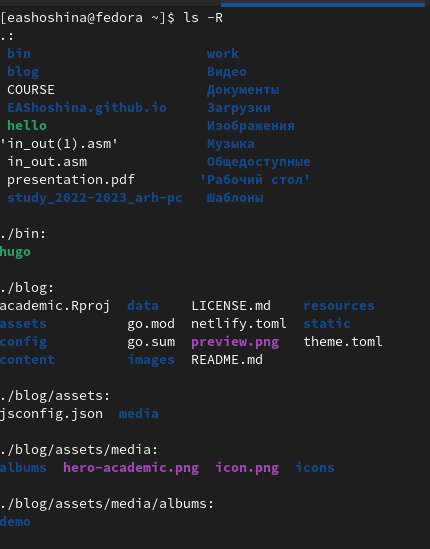 [eashoshina@fedora ~]$ ls -R
.:
bin work
blog Видео
COURSE Документы
EAShoshina.github.io Загрузки
hello Изображения
'in_out(1).asm' Музыка
in_out.asm Общедоступные
presentation.pdf 'Рабочий стол'
study_2022-2023_arh-pc Шаблоны
./bin:
hugo
./blog:
academic.Rproj data LICENSE.md resources
assets go.mod netlify.toml static
config go.sum preview.png theme.toml
content images README.md
./blog/assets:
jsconfig.json media
./blog/assets/media:
albums hero-academic.png icon.png icons
./blog/assets/media/albums:
demo